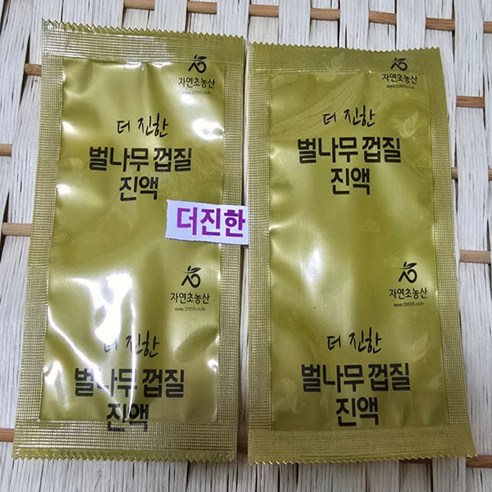 자연초농산
더 진한
벌나무 껍질
진액
자연초농산
더 진한
벌나무 껍질
진액
더진한
자연초농산
더 진한
벌나무 껍질
진액
자연초농산
더 진한
벌나무 껍질
진액